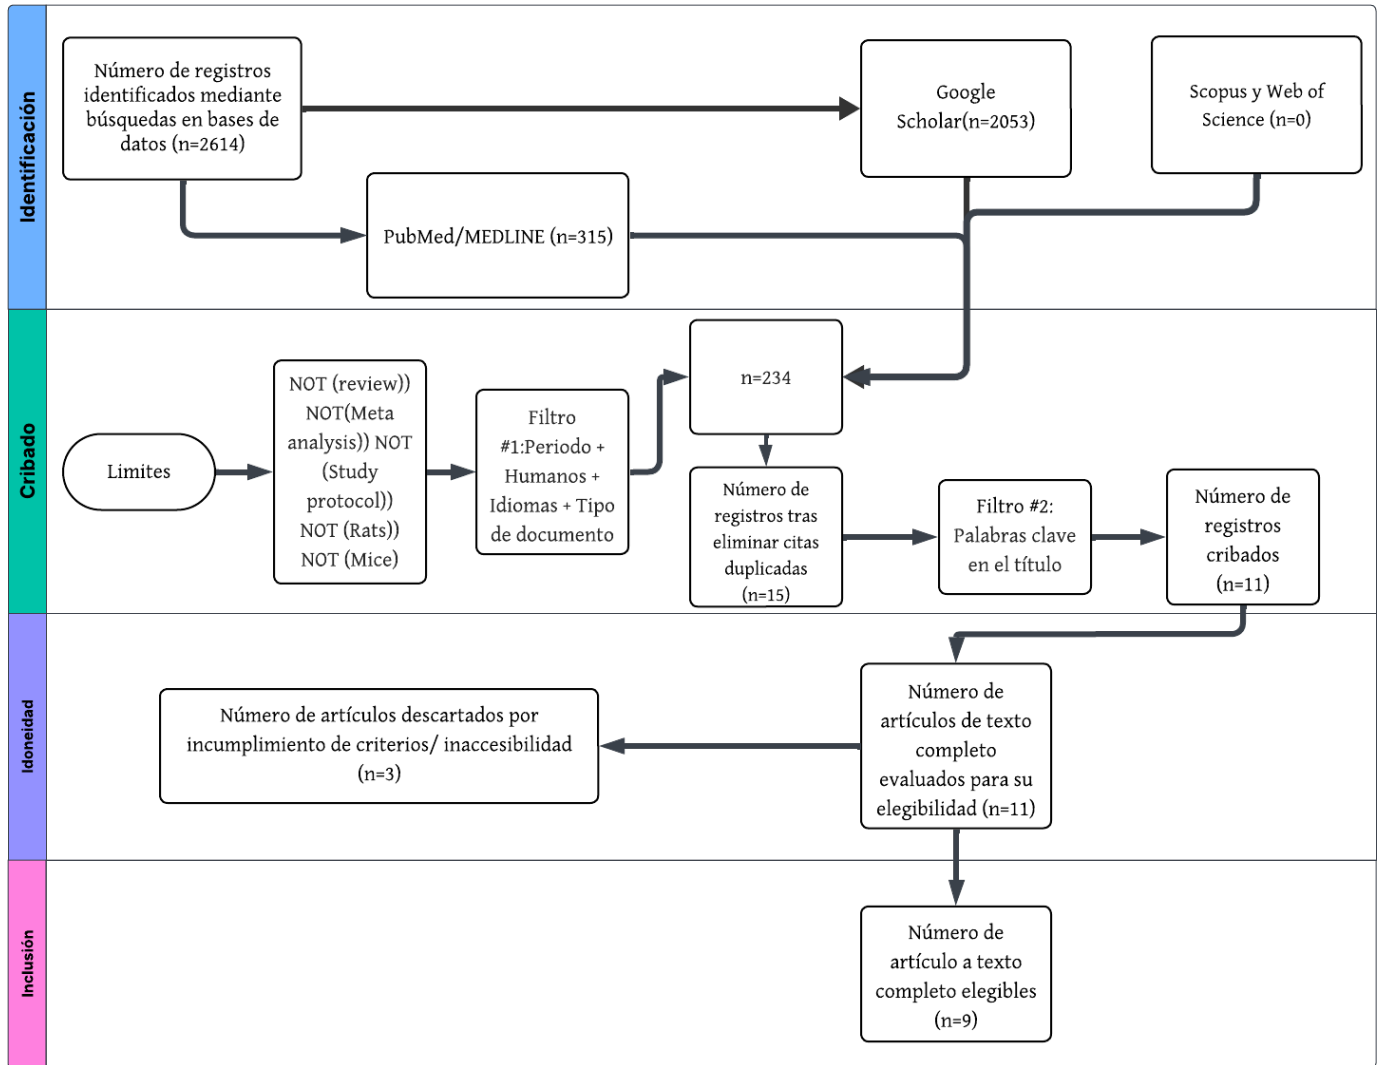 Identificación
Número de registros
identificados mediante
búsquedas en bases de
datos (n=2614)
Google
Scholar(n=2053)
Scopus y Web of
Science (n=0)
PubMed/MEDLINE (n=315)
Cribado
Limites
NOT (review))
NOT(Meta
analysis)) NOT
(Study
protocol))
NOT (Rats))
NOT (Mice)
Filtro
#1:Periodo +
Humanos +
Idiomas + Tipo
de documento
n=234
Número de
registros tras
eliminar citas
duplicadas
(n=15)
Filtro #2:
Palabras clave
en el título
Número de
registros
cribados
(n=11)
Idoneidad
Número de
artículos de texto
completo
evaluados para su
elegibilidad (n=11)
Número de artículos descartados por
incumplimiento de criterios/ inaccesibilidad
(n=3)
Inclusión
Número de
artículo a texto
completo elegibles
(n=9)